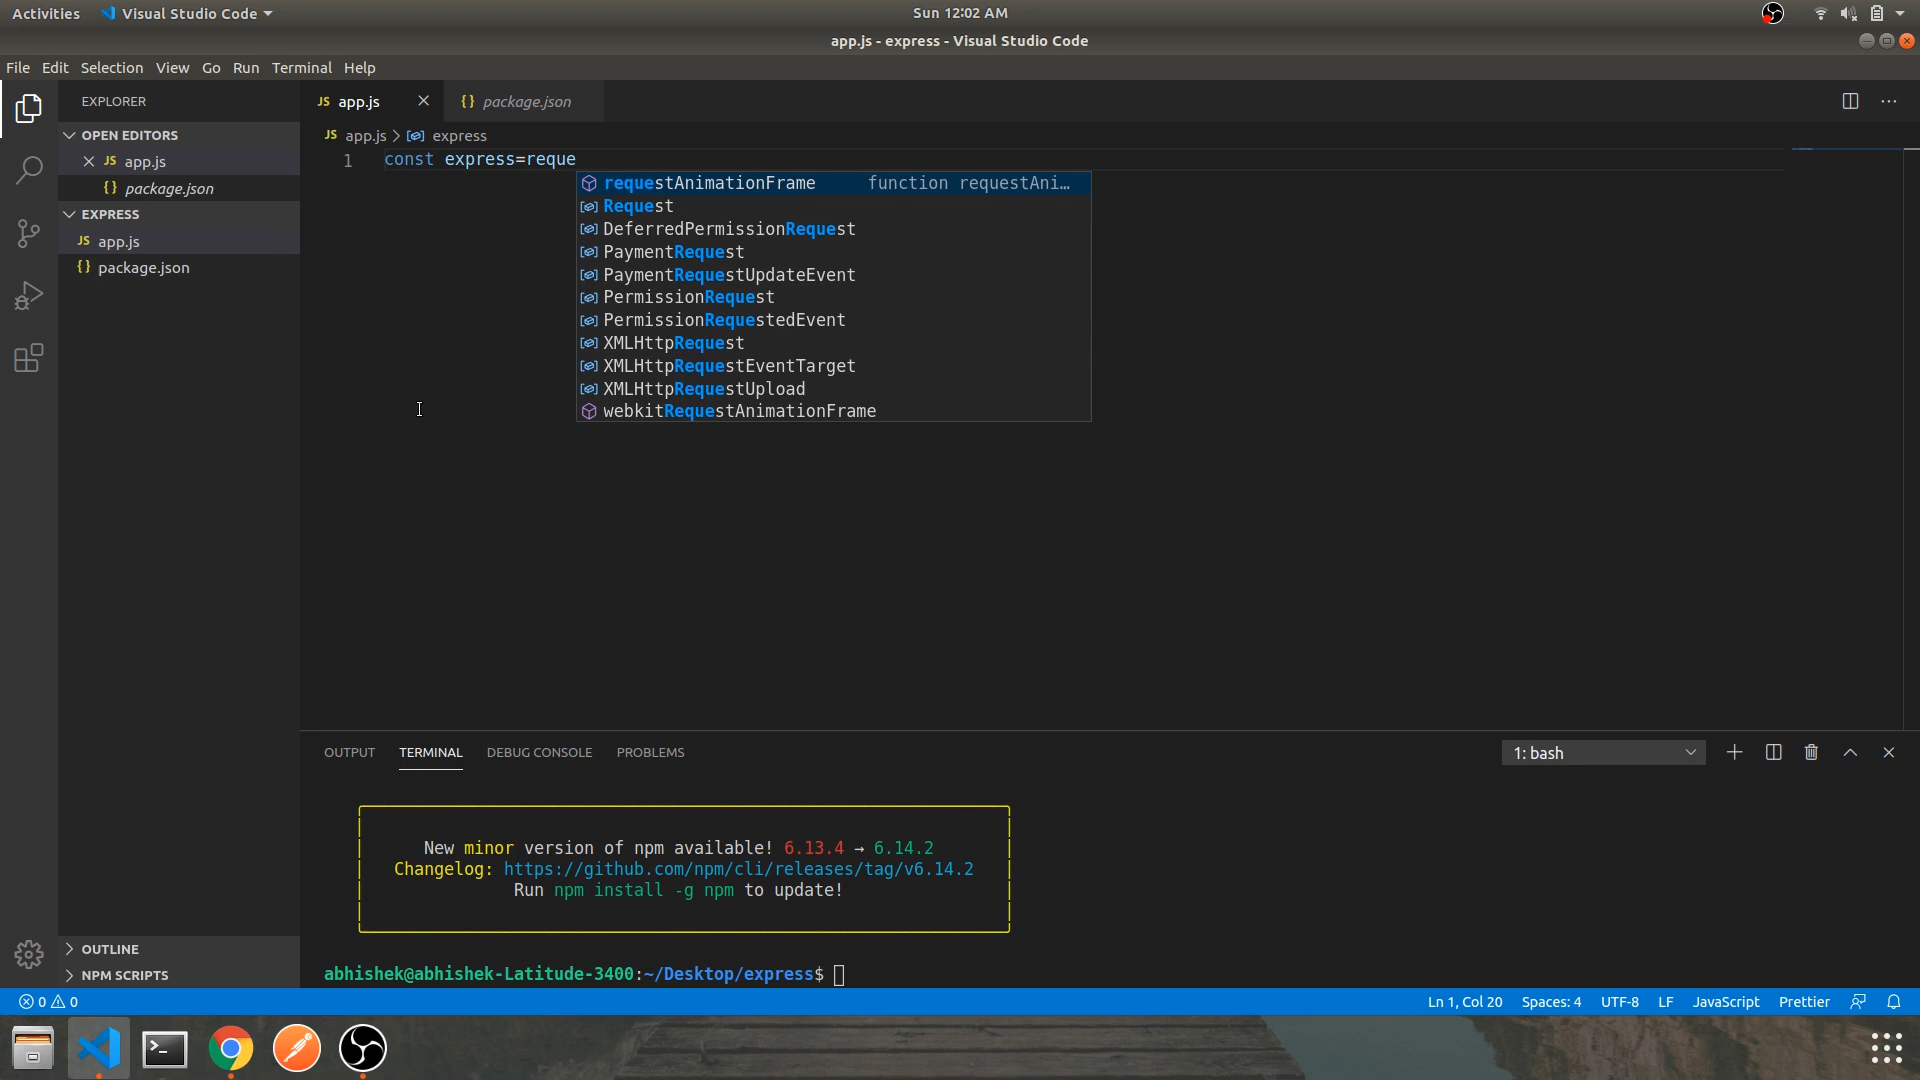 Activities Visual Studio Code Sun 12:02 AM
app.js - express - Visual Studio Code
File Edit Selection View Go Run Terminal Help
EXPLORER
OPEN EDITORS
JS app.js
{} package.json
EXPRESS
JS app.js
{} package.json
OUTLINE
NPM SCRIPTS
JS app.js {} package.json
JS app.js > express
1 const express=reque
requestAnimationFrame function requestAni…
Request
DeferredPermissionRequest
PaymentRequest
PaymentRequestUpdateEvent
PermissionRequest
PermissionRequestedEvent
XMLHttpRequest
XMLHttpRequestEventTarget
XMLHttpRequestUpload
webkitRequestAnimationFrame
OUTPUT TERMINAL DEBUG CONSOLE PROBLEMS 1: bash
New minor version of npm available! 6.13.4 → 6.14.2
Changelog: https://github.com/npm/cli/releases/tag/v6.14.2
Run npm install -g npm to update!
abhishek@abhishek-Latitude-3400:~/Desktop/express$
0 0 Ln 1, Col 20 Spaces: 4 UTF-8 LF JavaScript Prettier